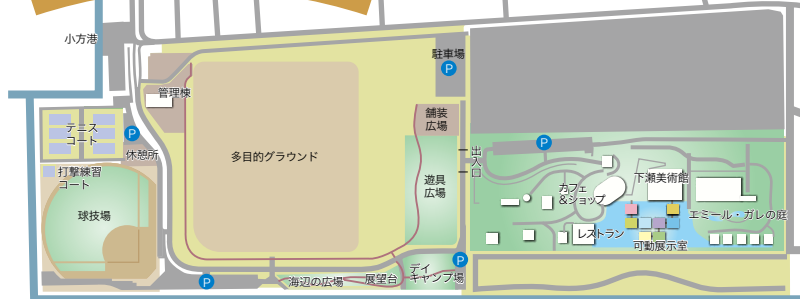 小方港
駐車場
P
管理棟
舗装
広場
テニス
コート
P
休憩所
多目的グラウンド
出入口
P
打撃練習
コート
遊具
広場
下瀬美術館
カフェ
&ショップ
球技場
エミール・ガレの庭
レストラン
可動展示室
P
デイ
キャンプ場
展望台
海辺の広場
P